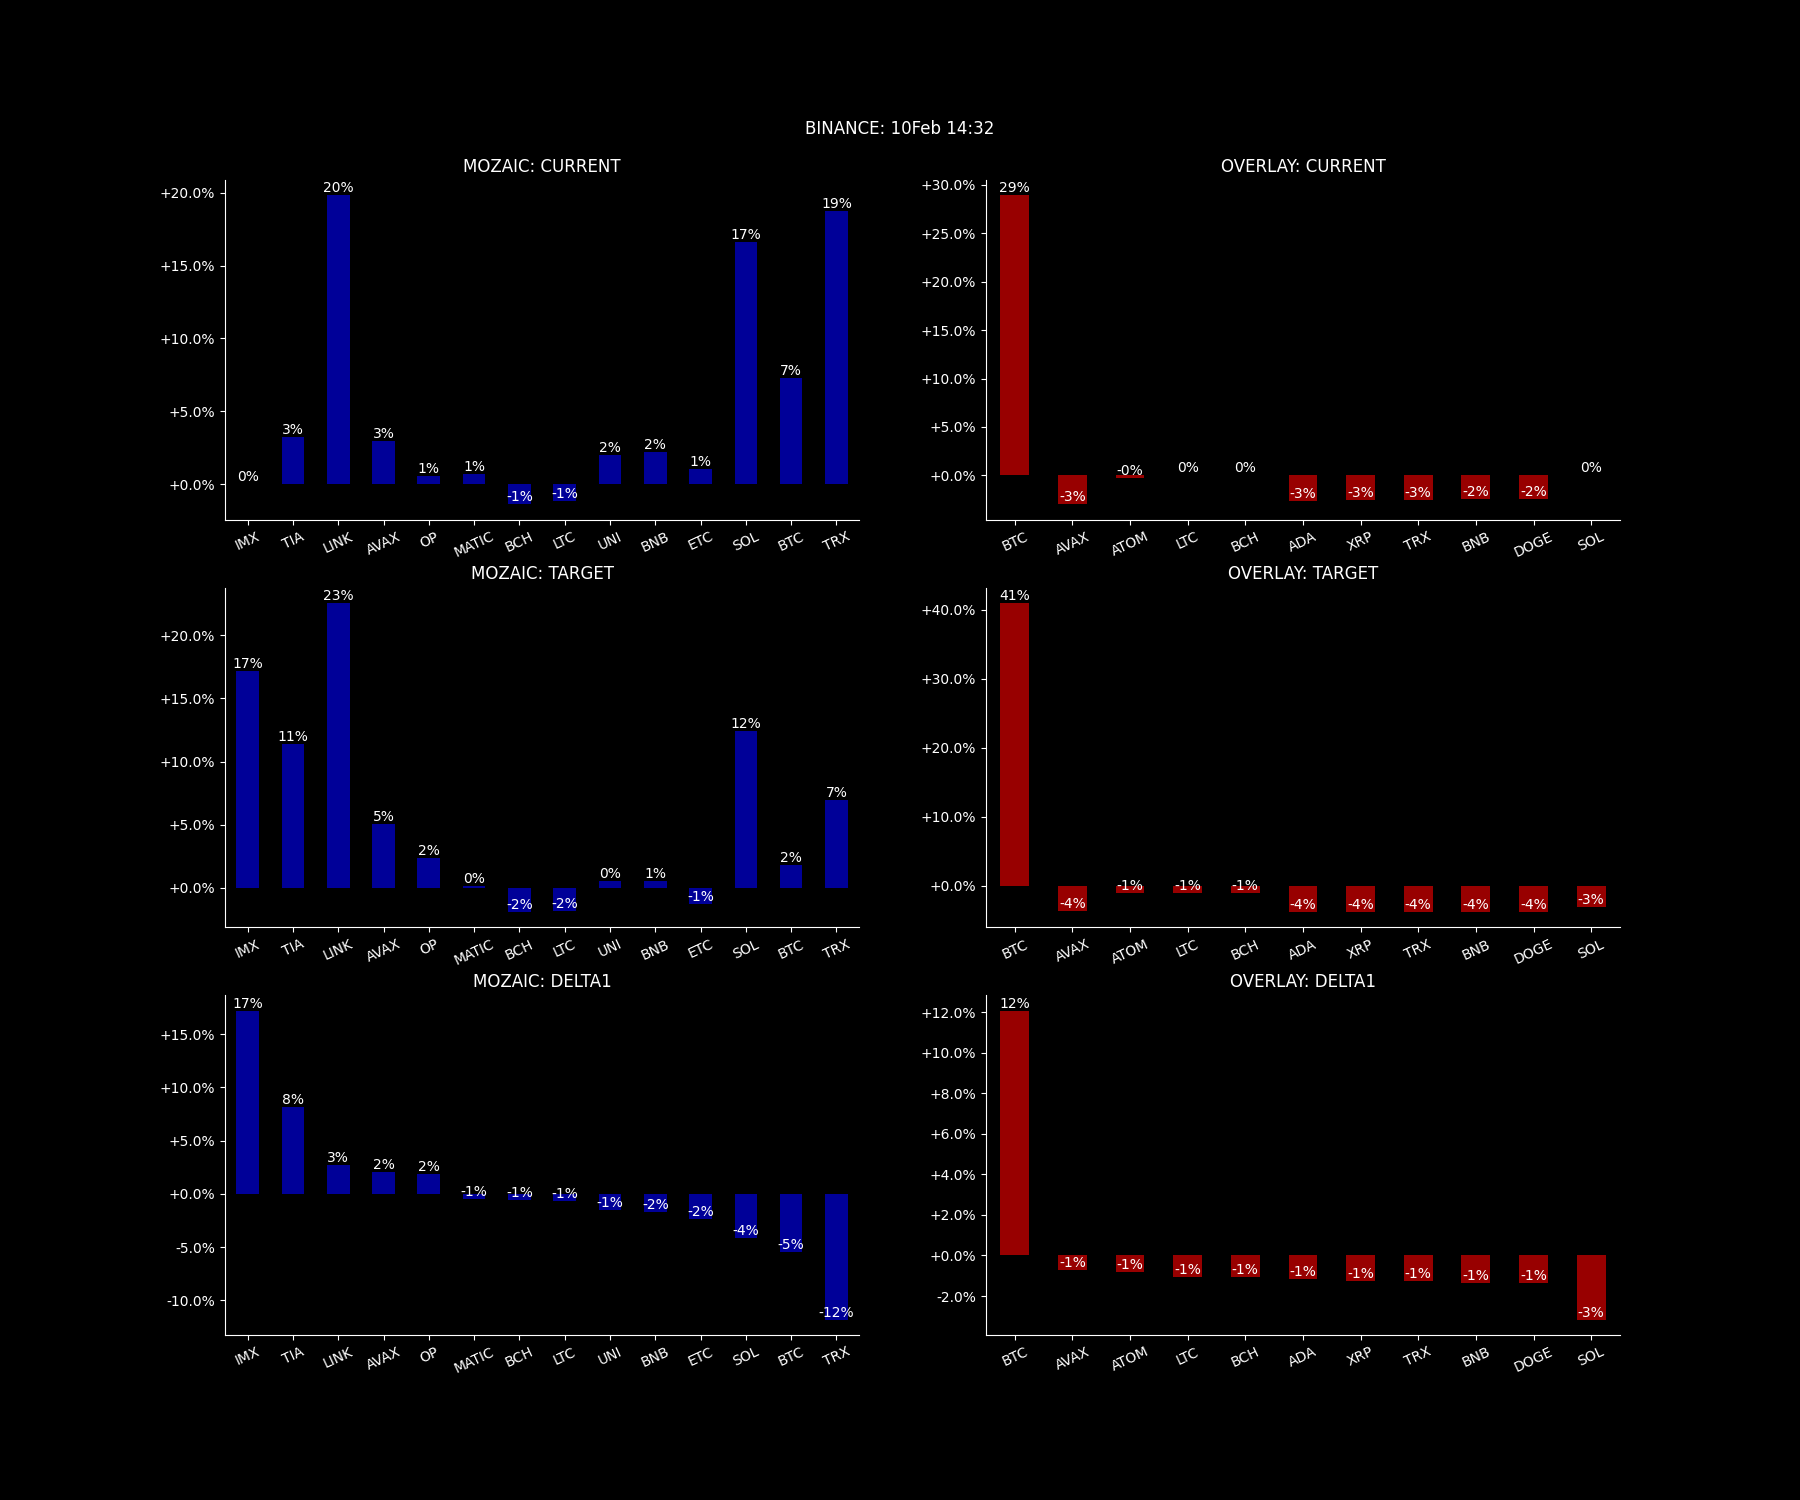 BINANCE: 10Feb 14:32
MOZAIC: CURRENT
+20.0%
+15.0%
+10.0%
+5.0%
+0.0%
0% 3% 20% 3% 1% 1% -1% -1% 2% 2% 1% 17% 7% 19%
IMX TIA LINK AVAX OP MATIC BCH LTC UNI BNB ETC SOL BTC TRX
OVERLAY: CURRENT
+30.0%
+25.0%
+20.0%
+15.0%
+10.0%
+5.0%
+0.0%
29% -3% -0% 0% 0% -3% -3% -3% -2% -2% 0%
BTC AVAX ATOM LTC BCH ADA XRP TRX BNB DOGE SOL
MOZAIC: TARGET
+20.0%
+15.0%
+10.0%
+5.0%
+0.0%
17% 11% 23% 5% 2% 0% -2% -2% 0% 1% -1% 12% 2% 7%
IMX TIA LINK AVAX OP MATIC BCH LTC UNI BNB ETC SOL BTC TRX
OVERLAY: TARGET
+40.0%
+30.0%
+20.0%
+10.0%
+0.0%
41% -4% -1% -1% -1% -4% -4% -4% -4% -4% -3%
BTC AVAX ATOM LTC BCH ADA XRP TRX BNB DOGE SOL
MOZAIC: DELTA1
+15.0%
+10.0%
+5.0%
+0.0%
-5.0%
-10.0%
17% 8% 3% 2% 2% -1% -1% -1% -1% -2% -2% -4% -5% -12%
IMX TIA LINK AVAX OP MATIC BCH LTC UNI BNB ETC SOL BTC TRX
OVERLAY: DELTA1
+12.0%
+10.0%
+8.0%
+6.0%
+4.0%
+2.0%
+0.0%
-2.0%
12% -1% -1% -1% -1% -1% -1% -1% -1% -1% -3%
BTC AVAX ATOM LTC BCH ADA XRP TRX BNB DOGE SOL